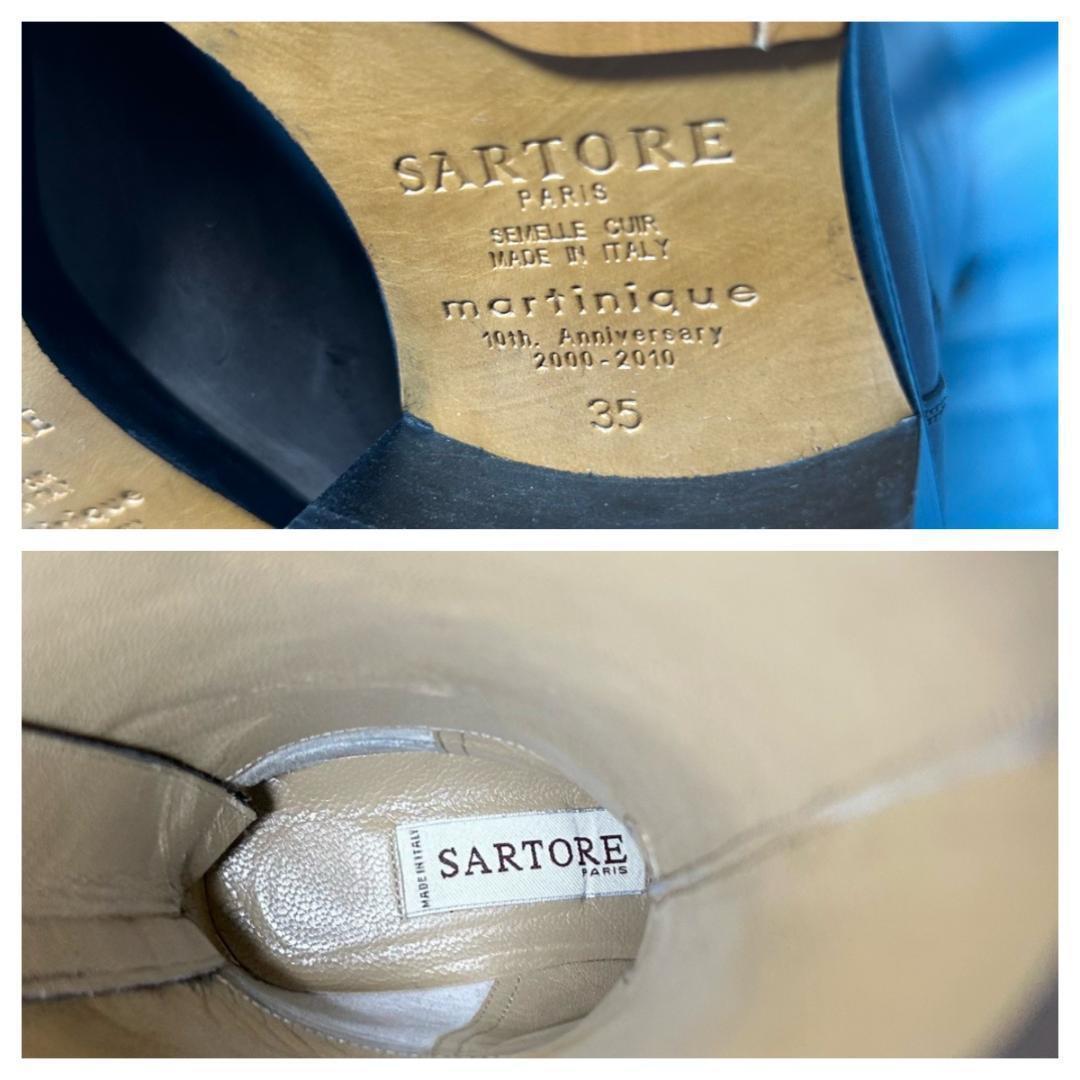 SARTORE
PARIS
SEMELLE CUIR
MADE IN ITALY
martinique
10th. Anniversary
2000-2010
35
H
MADE IN ITALY
SARTORE
PARIS